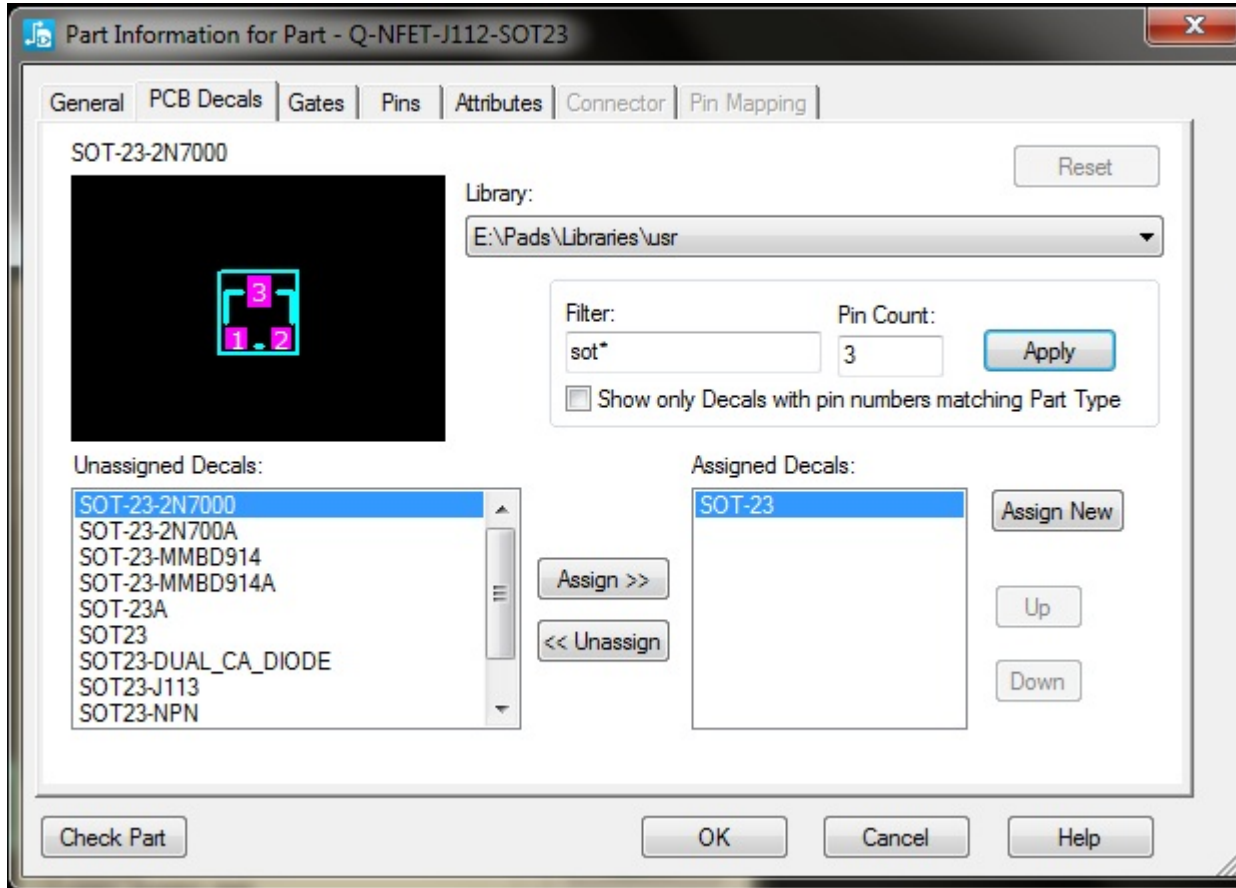 Part Information for Part - Q-NFET-J112-SOT23
General PCB Decals Gates Pins Attributes Connector Pin Mapping
SOT-23-2N7000
Reset
3
1 2
Library:
E:\Pads\Libraries\usr
Filter:
Pin Count:
sot*
3
Apply
Show only Decals with pin numbers matching Part Type
Unassigned Decals:
SOT-23-2N7000
SOT-23-2N700A
SOT-23-MMBD914
SOT-23-MMBD914A
SOT-23A
SOT23
SOT23-DUAL_CA_DIODE
SOT23-J113
SOT23-NPN
Assign >>
<< Unassign
Assigned Decals:
SOT-23
Assign New
Up
Down
Check Part
OK
Cancel
Help